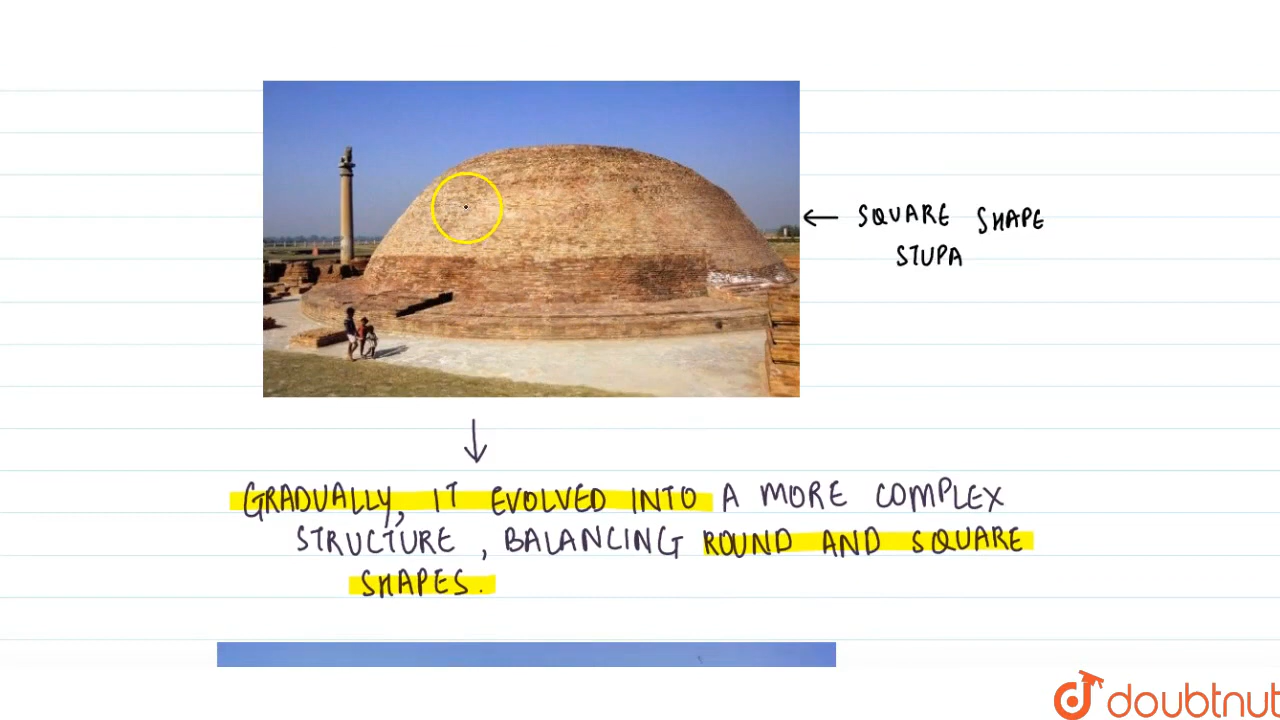 ← SQUARE SHAPE
STUPA
GRADUALLY, IT EVOLVED INTO A MORE COMPLEX
STRUCTURE, BALANCING ROUND AND SQUARE
SHAPES.
doubtnut